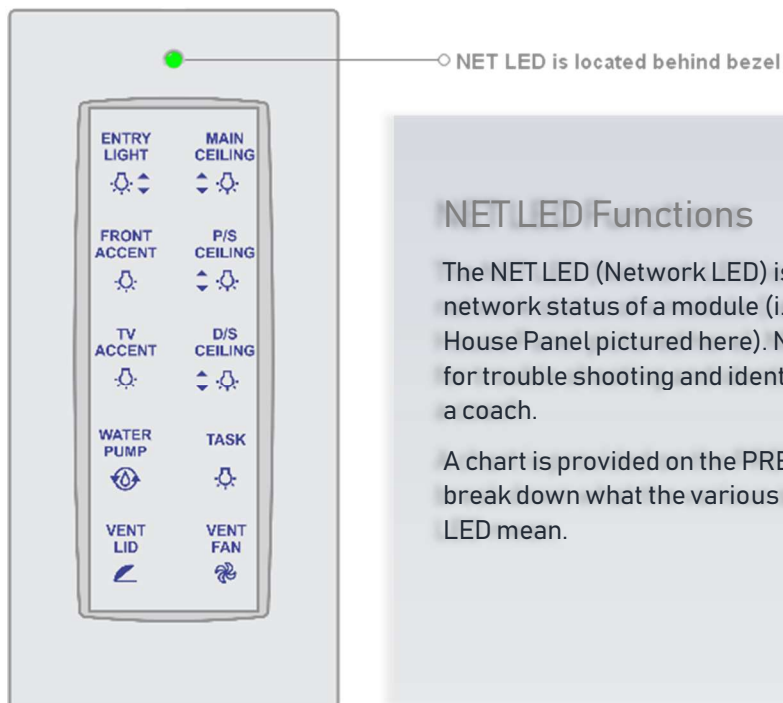 NET LED is located behind bezel
ENTRY LIGHT
MAIN CEILING
FRONT ACCENT
P/S CEILING
TV ACCENT
D/S CEILING
WATER PUMP
TASK
VENT LID
VENT FAN
NET LED Functions
The NET LED (Network LED) is
network status of a module (i.
House Panel pictured here). N
for trouble shooting and ident
a coach.
A chart is provided on the PRE
break down what the various
LED mean.